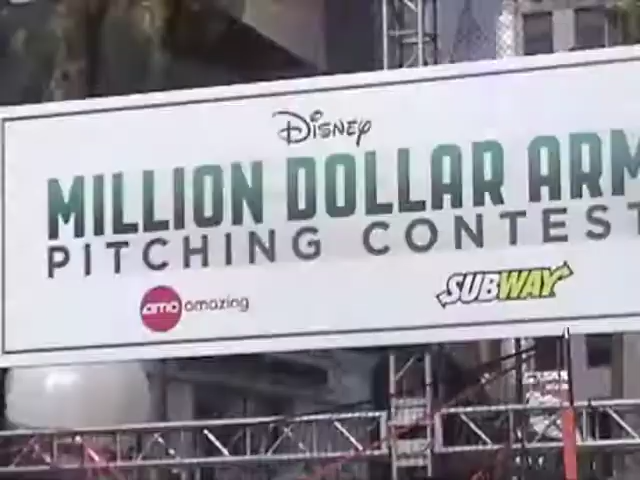 Disney
MILLION DOLLAR ARM
PITCHING CONTEST
amc amazing
SUBWAY